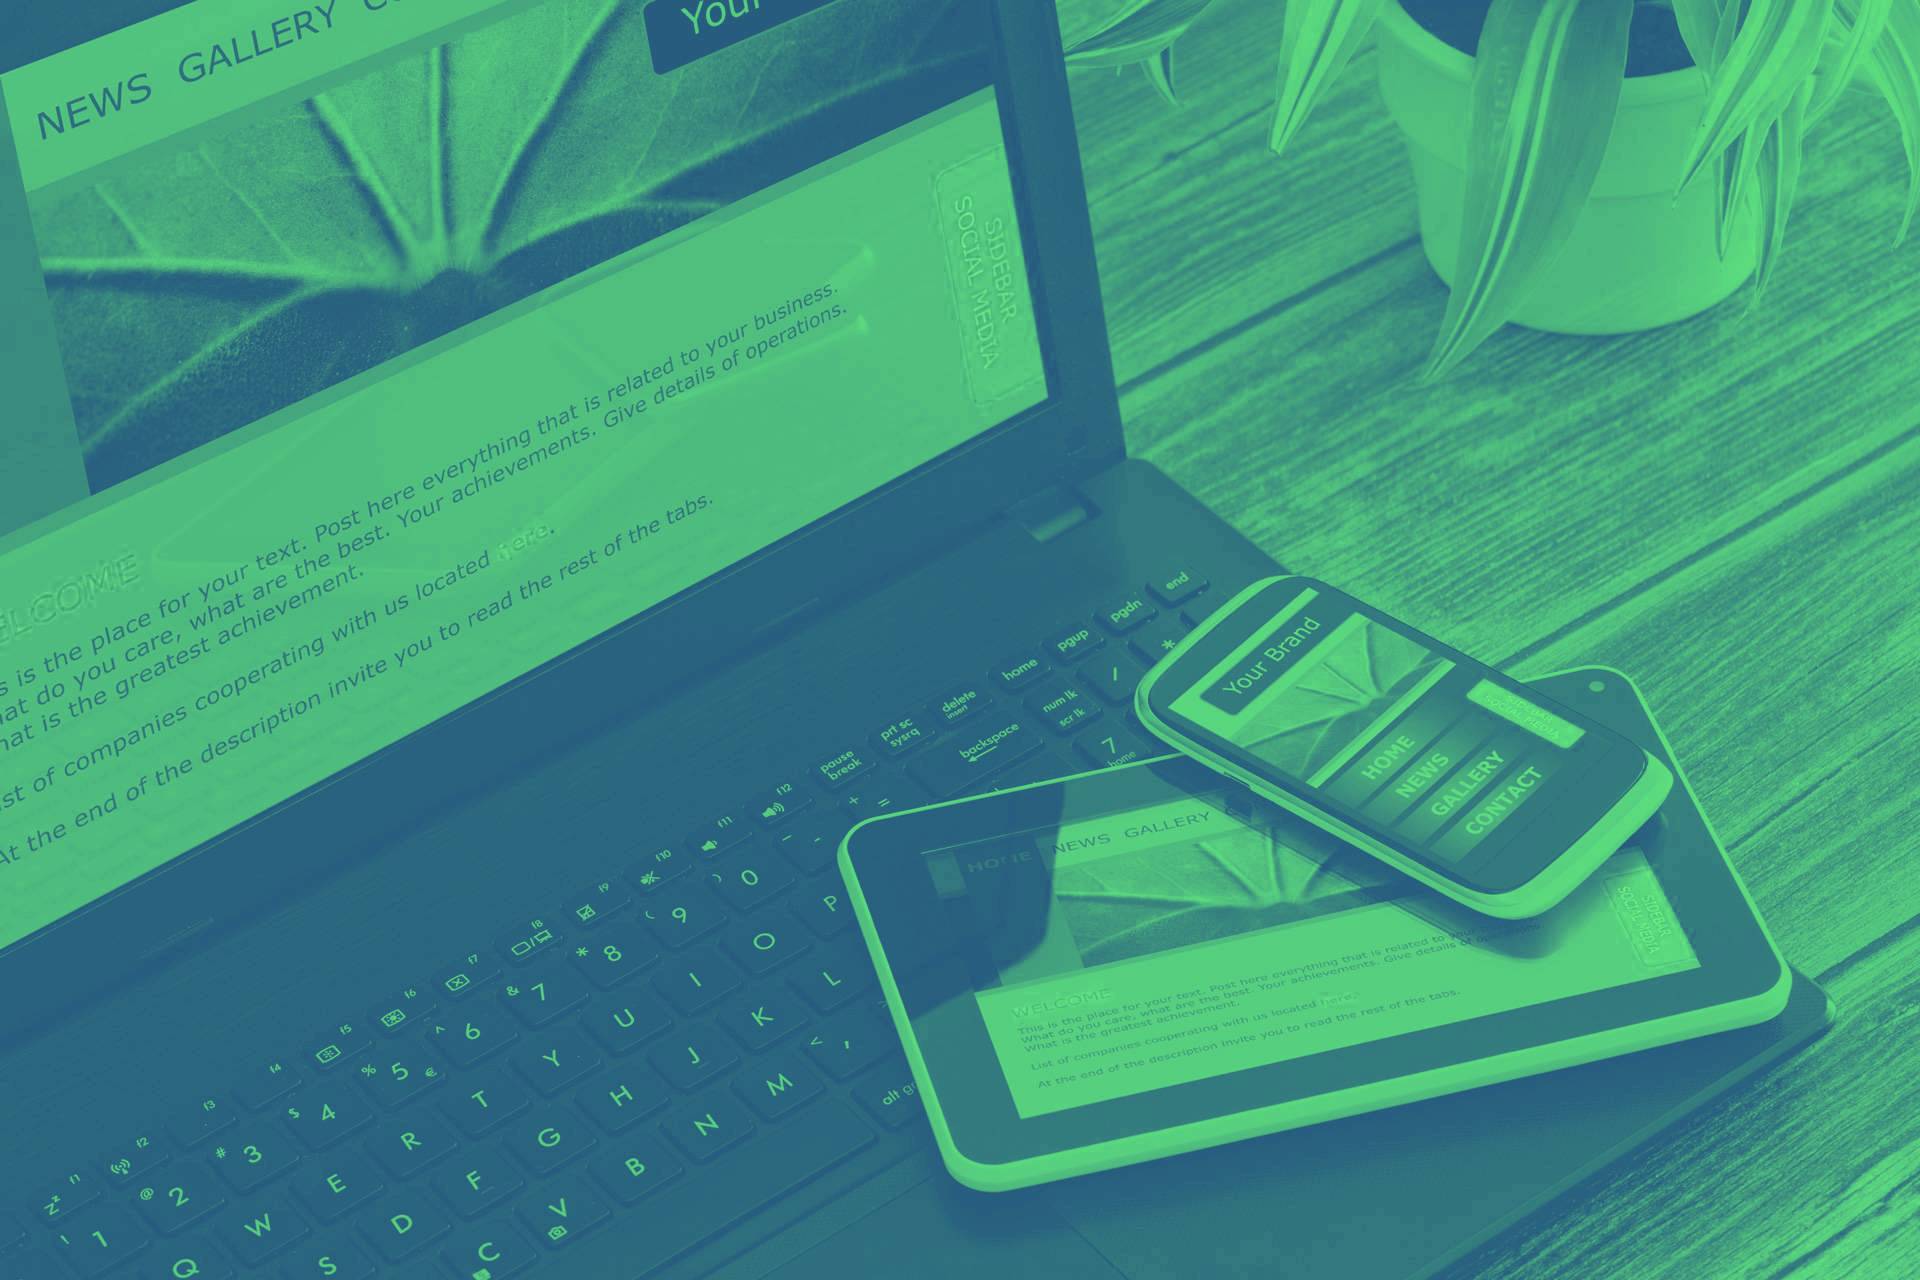 NEWS GALLERY
Your
SIDEBAR
SOCIAL MEDIA
ELCOME
s is the place for your text. Post here everything that is related to your business.
at do you care, what are the best. Your achievements. Give details of operations.
hat is the greatest achievement.
st of companies cooperating with us located here.
At the end of the description invite you to read the rest of the tabs.
end
pgdn
pgup
home
delete
insert
prt sc
sysrq
pause
break
num lk
scr lk
backspace
7
home
f12
f11
f10
f9
f8
f7
f6
f5
f4
f3
f2
f1
! 1
@ 2
# 3
$ 4
% 5 €
^ 6
& 7
* 8
( 9
) 0
- 
+ =
Q W E R T Y U I O P
S D F G H J K L
C V B N M < ,
alt
Your Brand
HOME
NEWS
GALLERY
CONTACT
HOME NEWS GALLERY
SIDEBAR
SOCIAL MEDIA
WELCOME
This is the place for your text. Post here everything that is related to
What do you care, what are the best. Your achievements. Give details of
What is the greatest achievement.
List of companies cooperating with us located here.
At the end of the description invite you to read the rest of the tabs.